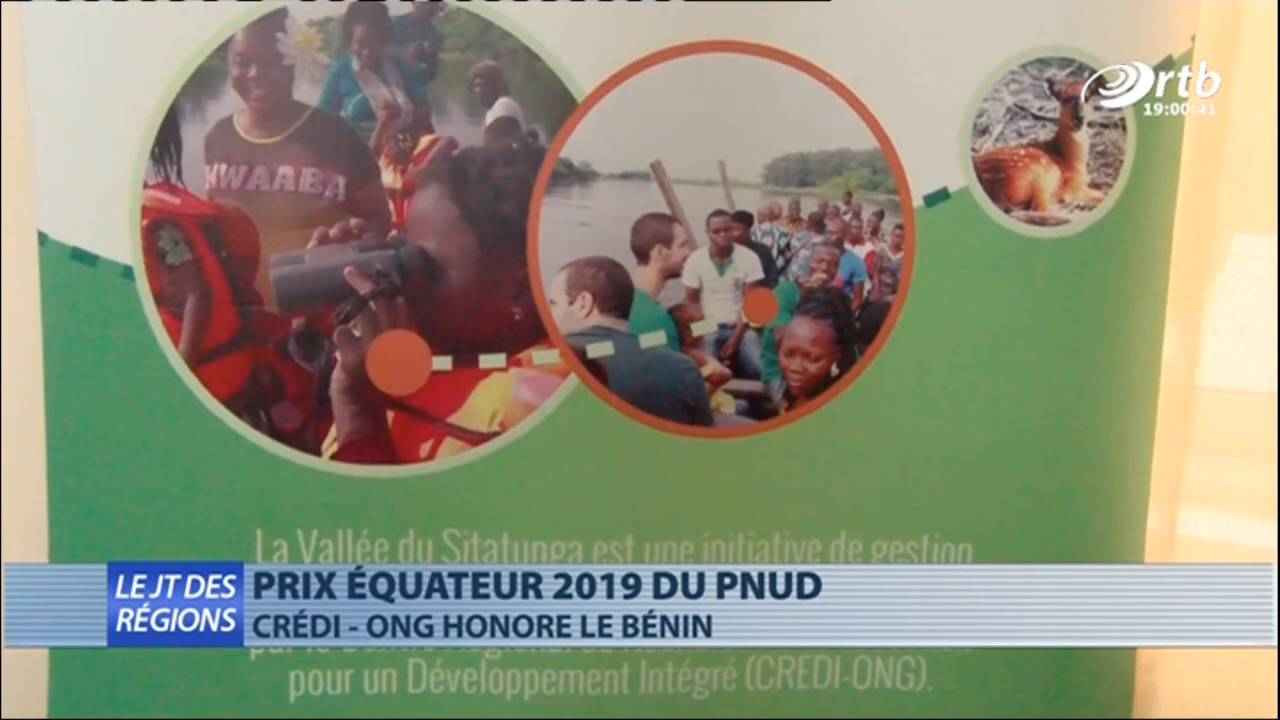 rtb
19:00:41
WAABA
La Vallée du Sitatunga est une initiative de gestion
LE JT DES
RÉGIONS
PRIX ÉQUATEUR 2019 DU PNUD
CRÉDI - ONG HONORE LE BÉNIN
pour un Développement Intégré (CREDI-ONG).